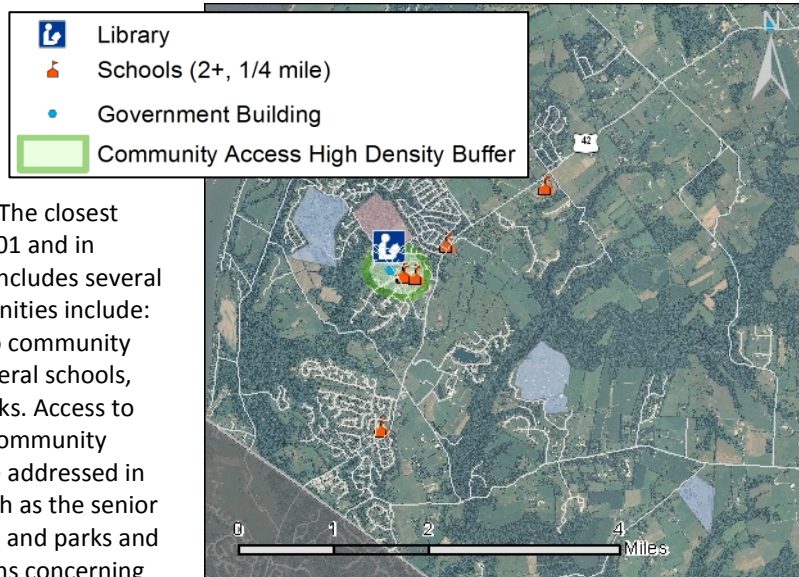 Library
Schools (2+, 1/4 mile)
Government Building
Community Access High Density Buffer
N
42
The closest
01 and in
ncludes several
nities include:
o community
eral schools,
ks. Access to
ommunity
addressed in
h as the senior
and parks and
ns concerning
0 1 2 4 Miles